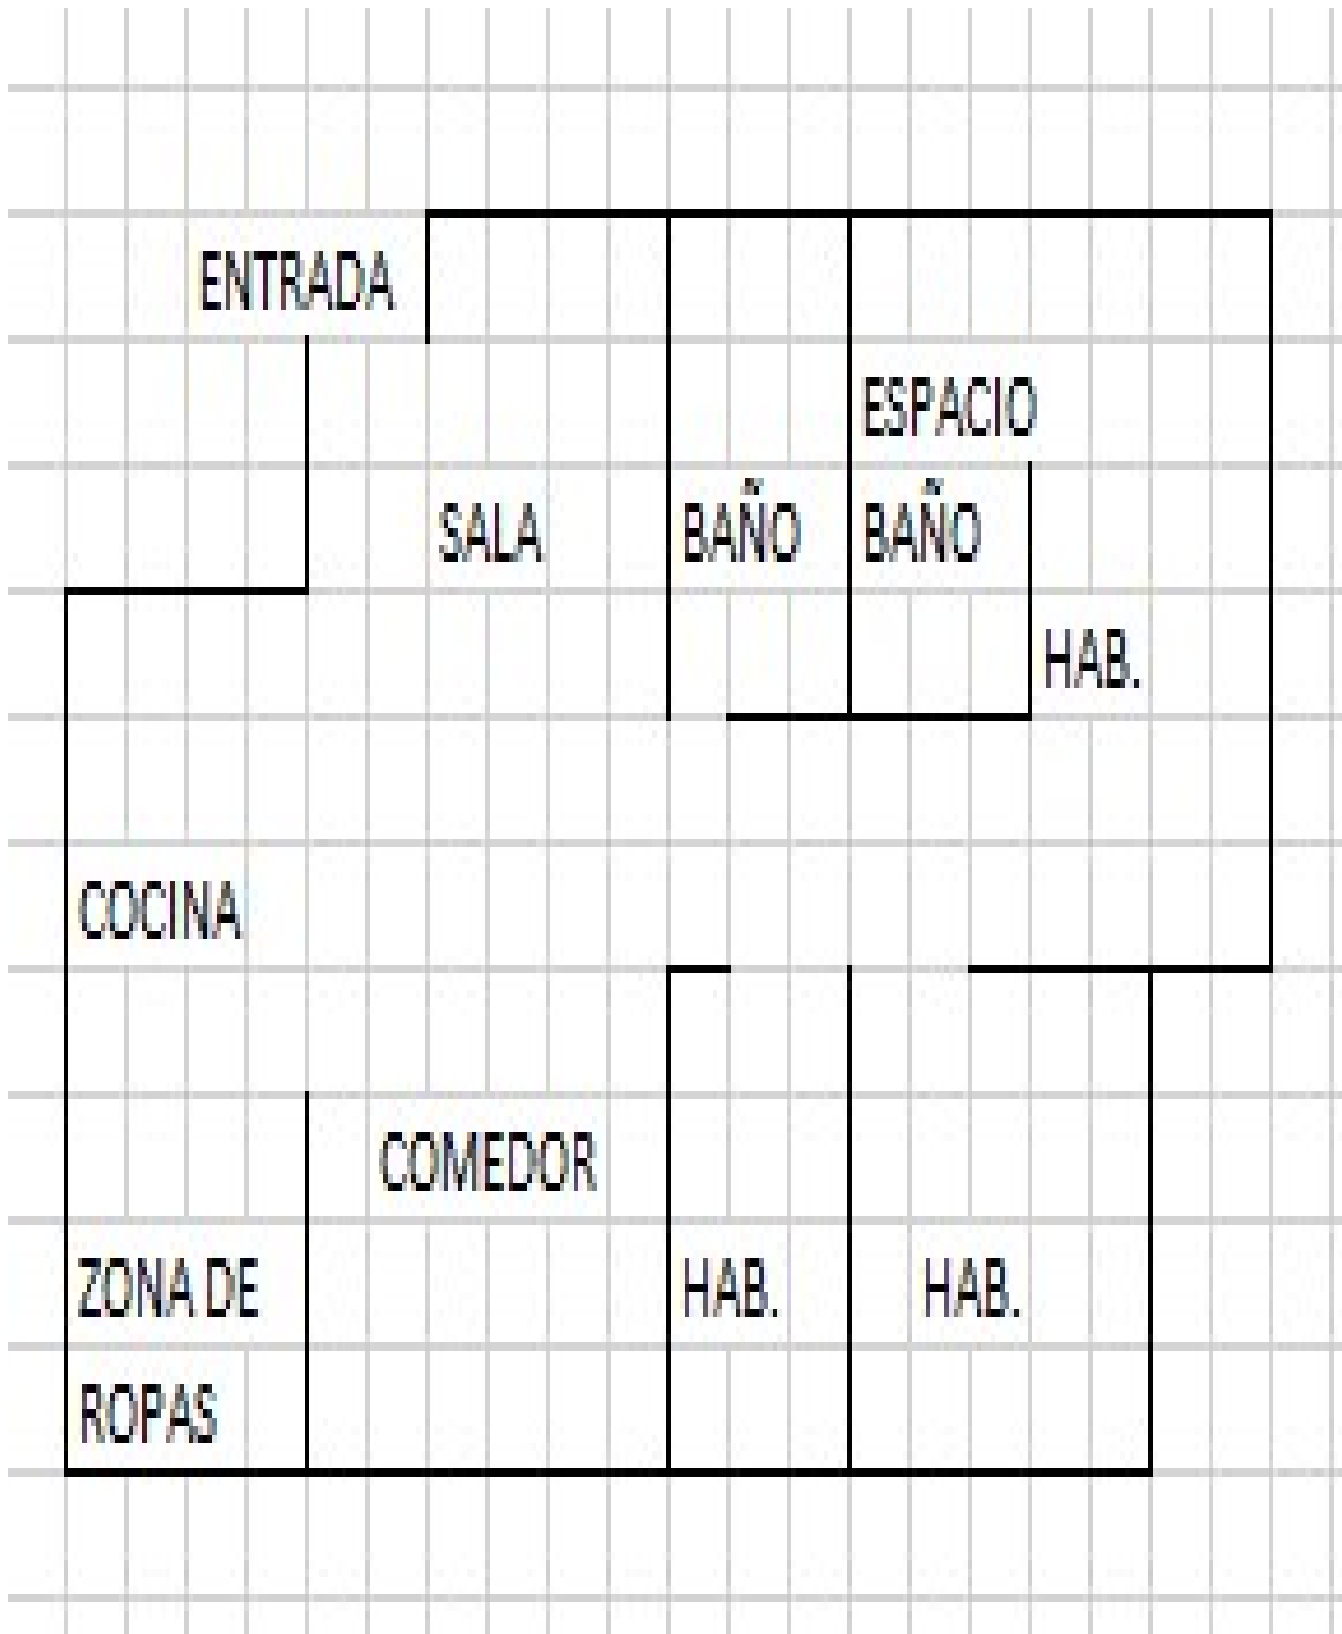 ENTRADA
ESPACIO
SALA
BAÑO
BAÑO
HAB.
COCINA
COMEDOR
ZONA DE
ROPAS
HAB.
HAB.